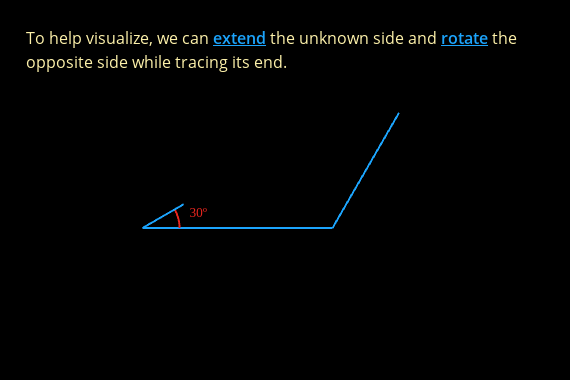 To help visualize, we can extend the unknown side and rotate the
opposite side while tracing its end.
30°